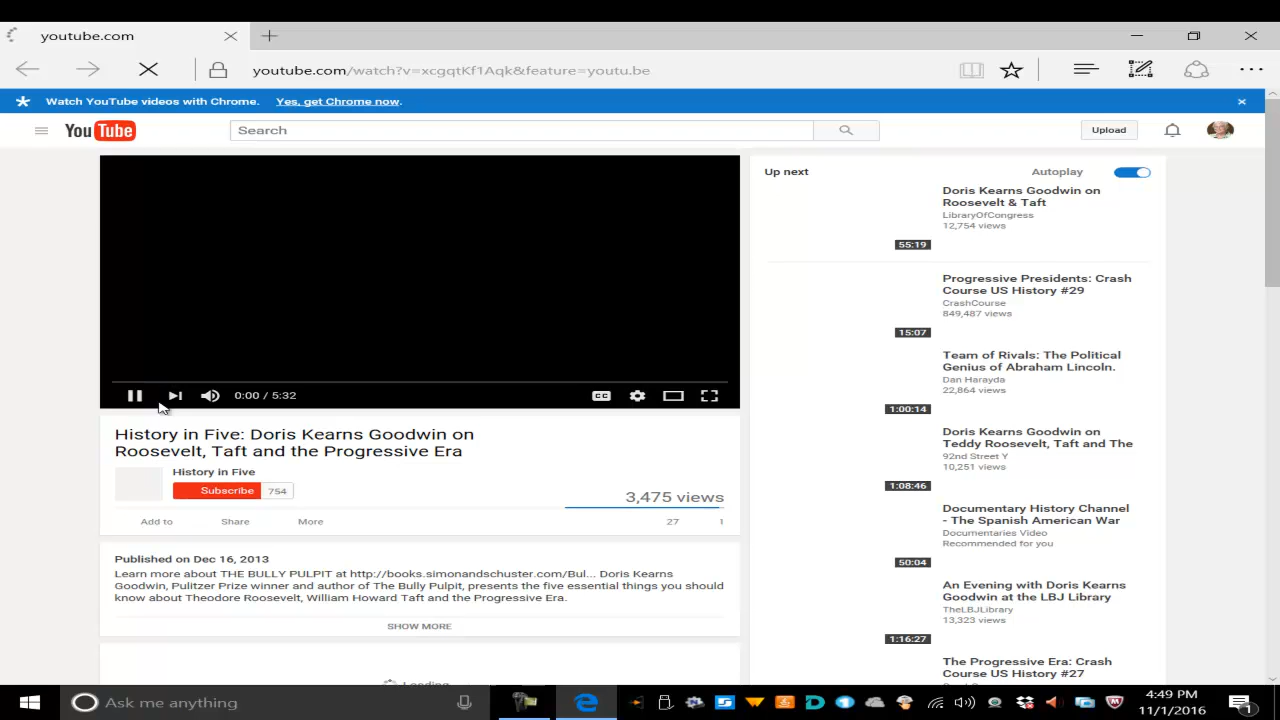 youtube.com
youtube.com/watch?v=xcgqtKf1Aqk&feature=youtu.be
Watch YouTube videos with Chrome. Yes, get Chrome now.
YouTube
Search
Upload
0:00 / 5:32
CC
History in Five: Doris Kearns Goodwin on
Roosevelt, Taft and the Progressive Era
History in Five
Subscribe 754
3,475 views
Add to Share More 27 1
Published on Dec 16, 2013
Learn more about THE BULLY PULPIT at http://books.simonandschuster.com/Bul... Doris Kearns
Goodwin, Pulitzer Prize winner and author of The Bully Pulpit, presents the five essential things you should
know about Theodore Roosevelt, William Howard Taft and the Progressive Era.
SHOW MORE
Loading
Up next Autoplay
Doris Kearns Goodwin on
Roosevelt & Taft
LibraryOfCongress
12,754 views
55:19
Progressive Presidents: Crash
Course US History #29
CrashCourse
849,487 views
15:07
Team of Rivals: The Political
Genius of Abraham Lincoln.
Dan Harayda
22,864 views
1:00:14
Doris Kearns Goodwin on
Teddy Roosevelt, Taft and The
92nd Street Y
10,251 views
1:08:46
Documentary History Channel
- The Spanish American War
Documentaries Video
Recommended for you
50:04
An Evening with Doris Kearns
Goodwin at the LBJ Library
TheLBJLibrary
13,323 views
1:16:27
The Progressive Era: Crash
Course US History #27
Ask me anything
4:49 PM
11/1/2016
1